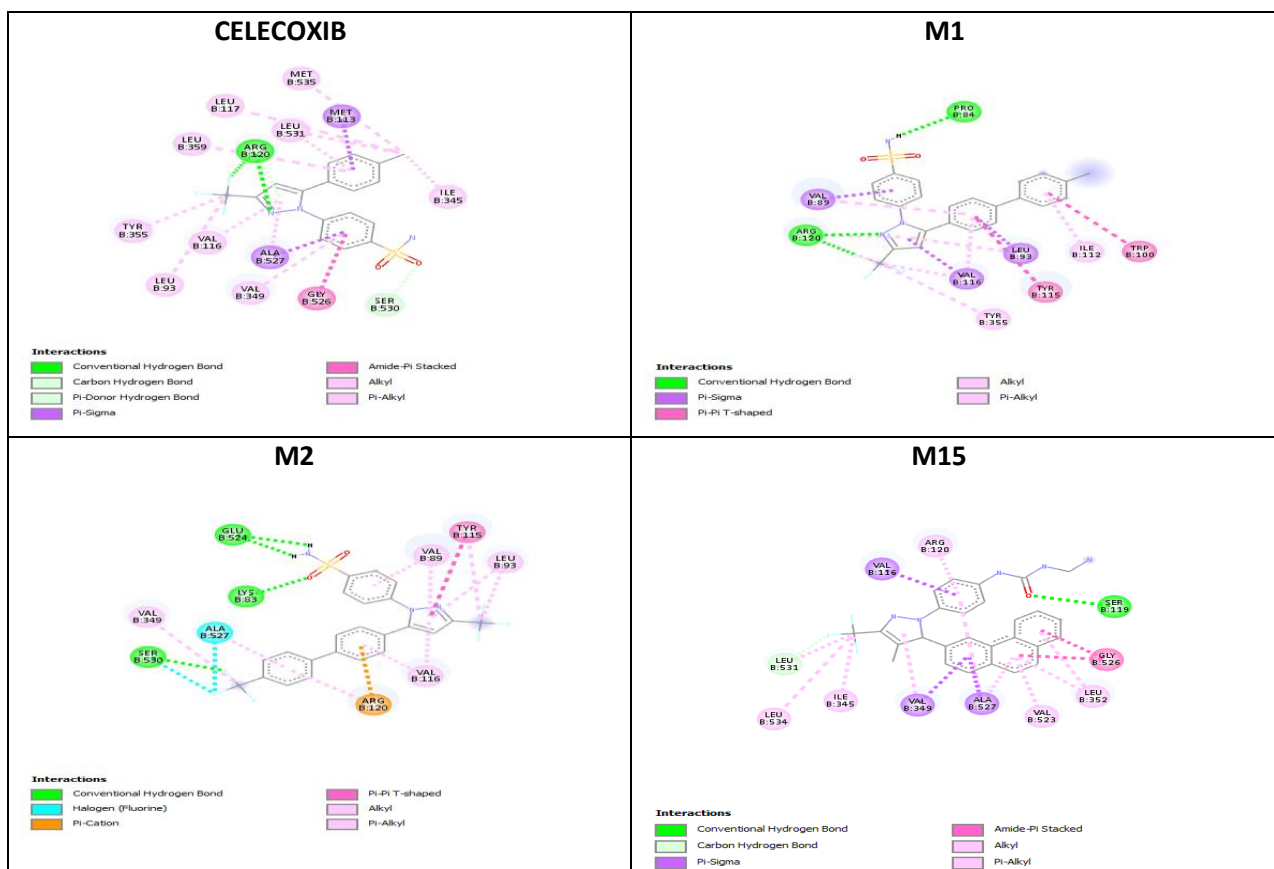 CELECOXIB
MET
B:535
LEU
B:117
MET
B:113
LEU
B:531
LEU
B:359
ARG
B:120
ILE
B:345
TYR
B:355
VAL
B:116
ALA
B:527
LEU
B:93
VAL
B:349
GLY
B:526
SER
B:530
N
N
N
S
O
O
F
Interactions
Conventional Hydrogen Bond
Carbon Hydrogen Bond
Pi-Donor Hydrogen Bond
Pi-Sigma
Amide-Pi Stacked
Alkyl
Pi-Alkyl
M1
PRO
B:84
N
H
O
S
O
VAL
B:89
ARG
B:120
N
N
LEU
B:93
ILE
B:112
TRP
B:100
VAL
B:116
TYR
B:115
TYR
B:355
Interactions
Conventional Hydrogen Bond
Pi-Sigma
Pi-Pi T-shaped
Alkyl
Pi-Alkyl
M2
GLU
B:524
H
H
N
O
S
O
TYR
B:115
VAL
B:89
LEU
B:93
LYS
B:83
N
N
VAL
B:349
ALA
B:527
SER
B:530
VAL
B:116
ARG
B:120
Interactions
Conventional Hydrogen Bond
Halogen (Fluorine)
Pi-Cation
Pi-Pi T-shaped
Alkyl
Pi-Alkyl
M15
ARG
B:120
VAL
B:116
N
N
N
O
SER
B:119
N
N
LEU
B:531
GLY
B:526
LEU
B:534
ILE
B:345
VAL
B:349
ALA
B:527
VAL
B:523
LEU
B:352
Interactions
Conventional Hydrogen Bond
Carbon Hydrogen Bond
Pi-Sigma
Amide-Pi Stacked
Alkyl
Pi-Alkyl